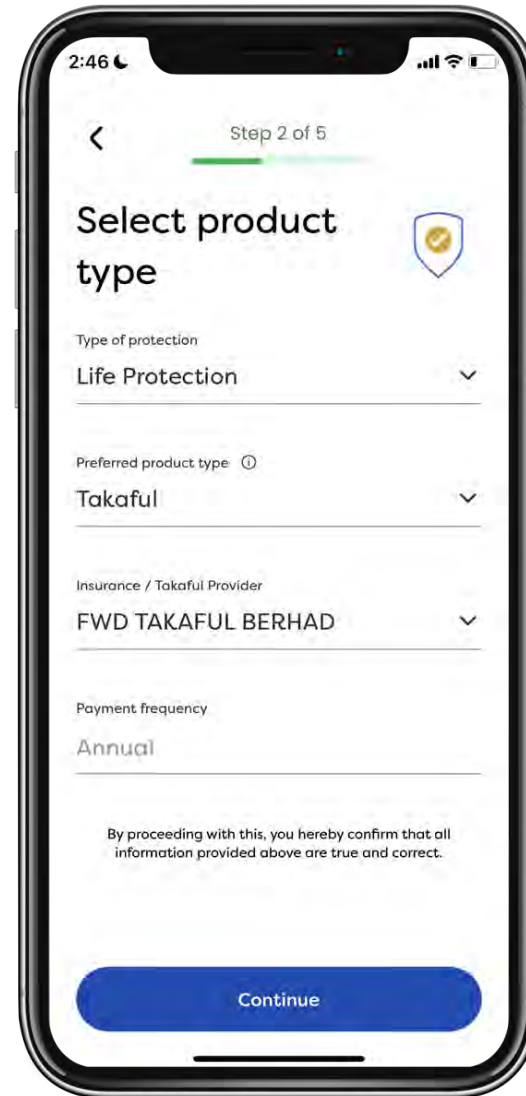 2:46
Step 2 of 5
Select product
type
Type of protection
Life Protection
Preferred product type
Takaful
Insurance / Takaful Provider
FWD TAKAFUL BERHAD
Payment frequency
Annual
By proceeding with this, you hereby confirm that all
information provided above are true and correct.
Continue